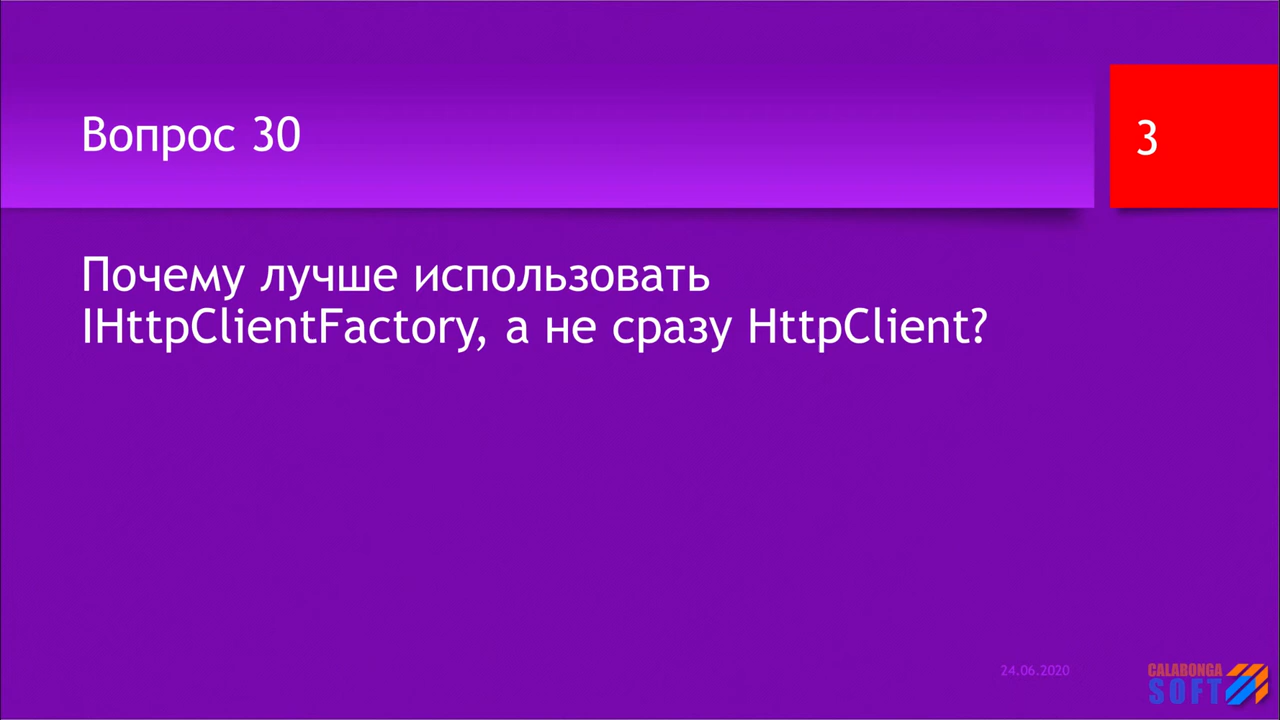 Вопрос 30
3
Почему лучше использовать
IHttpClientFactory, а не сразу HttpClient?
24.06.2020
CALABONGA
SOFT